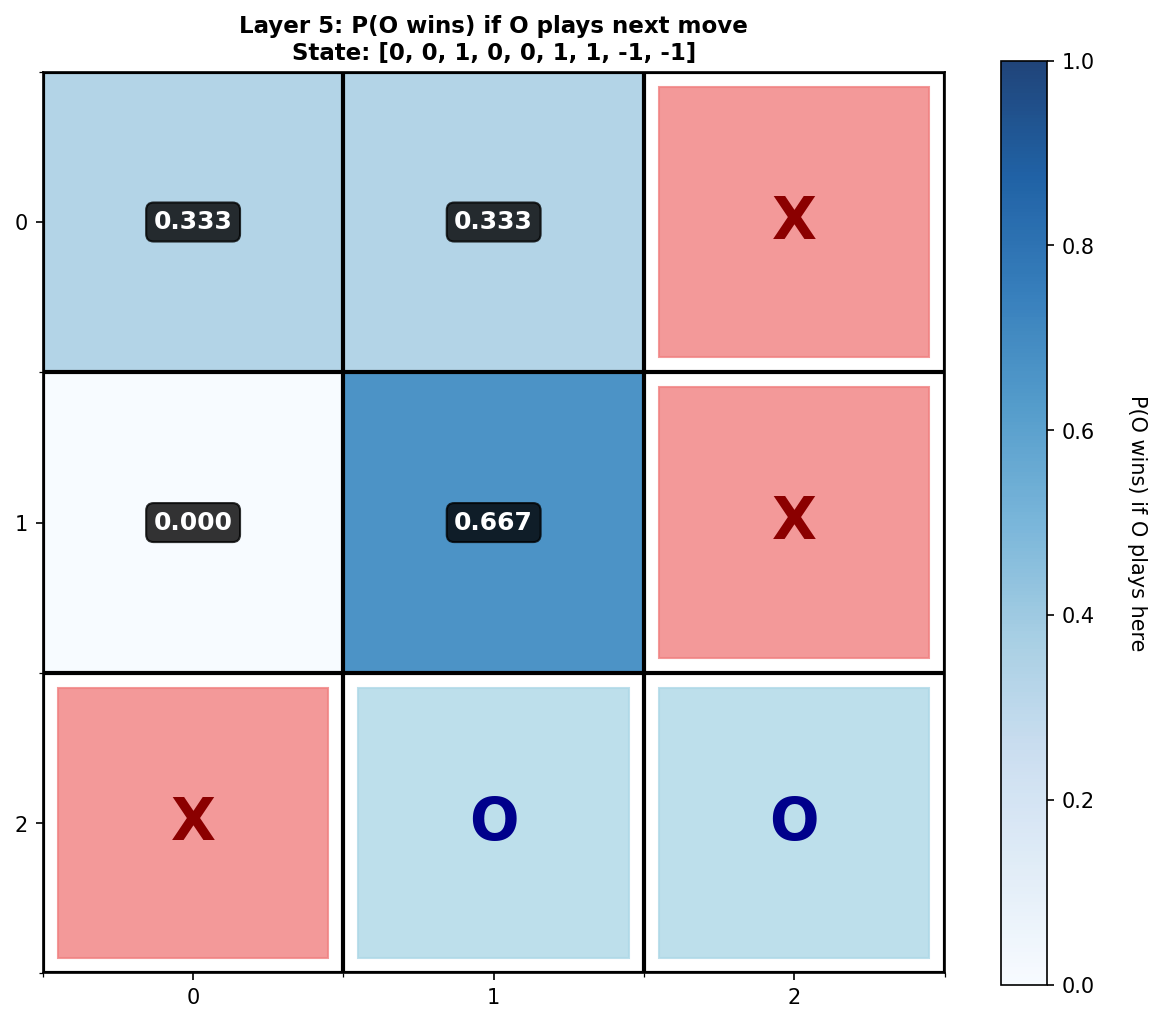 Layer 5: P(O wins) if O plays next move
State: [0, 0, 1, 0, 0, 1, 1, -1, -1]
0.333 0.333 X
0.000 0.667 X
X O O
0
1
2
0 1 2
1.0
0.8
0.6
0.4
0.2
0.0
P(O wins) if O plays here